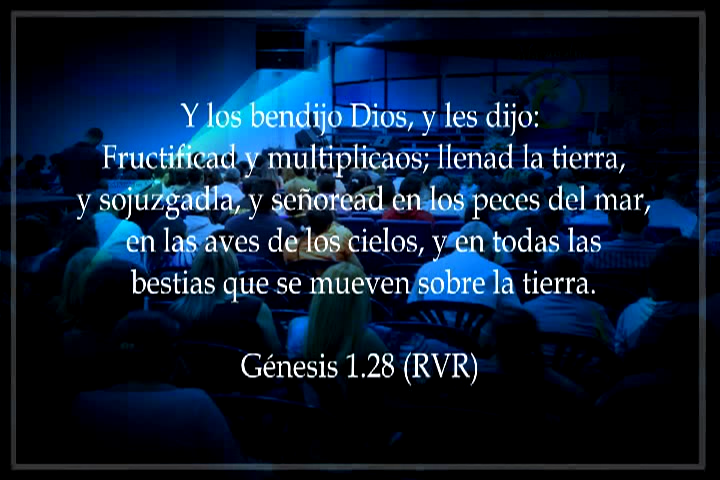 Y los bendijo Dios, y les dijo:
Fructificad y multiplicaos; llenad la tierra,
y sojuzgadla, y señoread en los peces del mar,
en las aves de los cielos, y en todas las
bestias que se mueven sobre la tierra.
Génesis 1.28 (RVR)